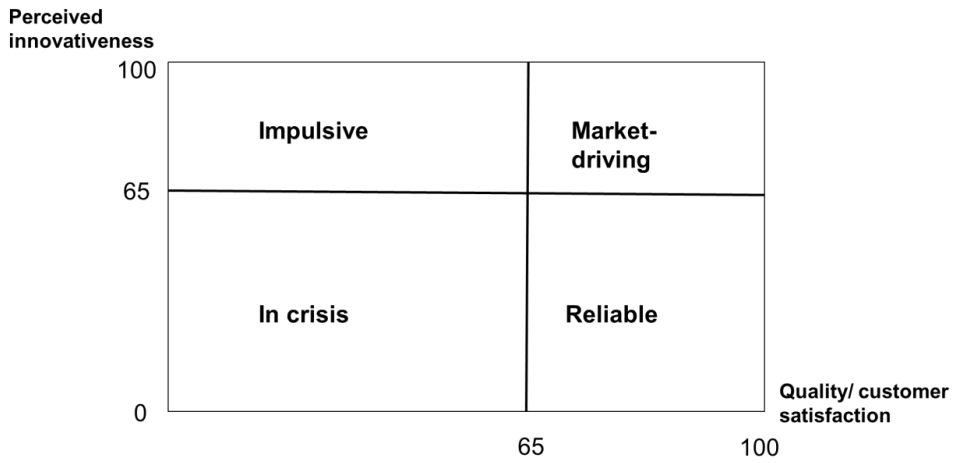 Perceived
innovativeness
100
Impulsive
Market-
driving
65
In crisis
Reliable
0
Quality/ customer
satisfaction
65
100